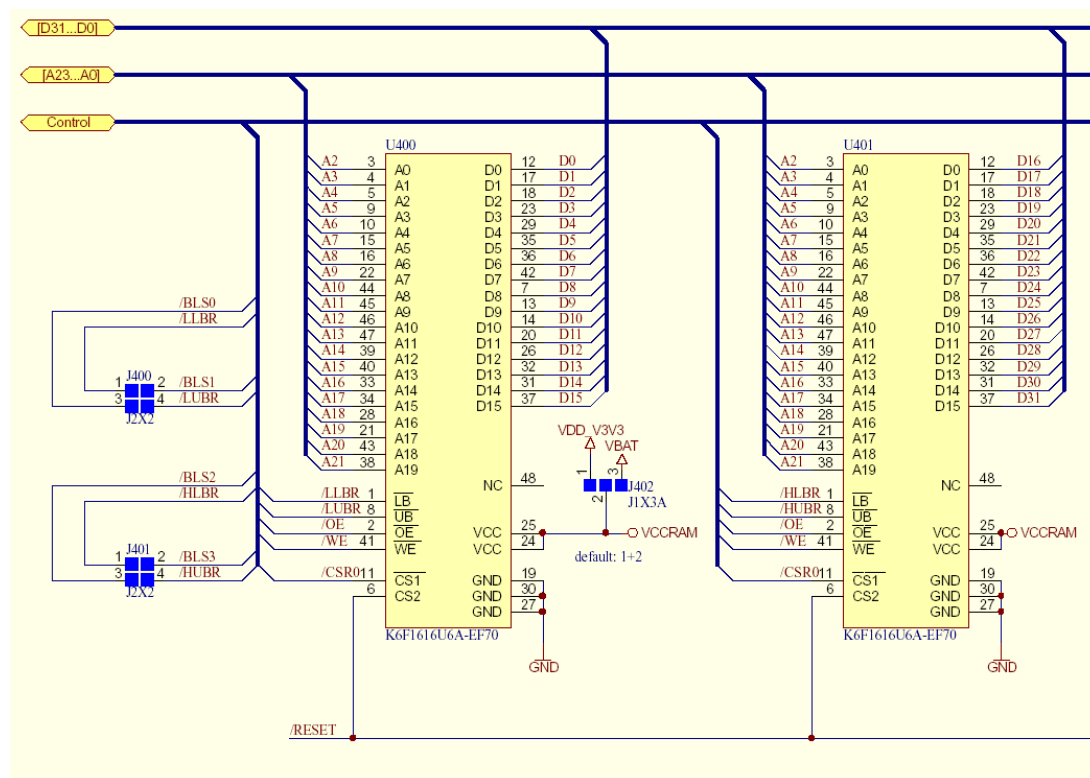 [D31...D0]
[A23...A0]
Control
U400
A2 3 A0 D0 12 D0
A3 4 A1 D1 17 D1
A4 5 A2 D2 18 D2
A5 9 A3 D3 23 D3
A6 10 A4 D4 29 D4
A7 15 A5 D5 35 D5
A8 16 A6 D6 36 D6
A9 22 A7 D7 42 D7
A10 44 A8 D8 7 D8
A11 45 A9 D9 13 D9
A12 46 A10 D10 14 D10
A13 47 A11 D11 20 D11
A14 39 A12 D12 26 D12
A15 40 A13 D13 32 D13
A16 33 A14 D14 31 D14
A17 34 A15 D15 37 D15
A18 28 A16
A19 21 A17
A20 43 A18
A21 38 A19
NC 48
/LLBR 1 LB
/LUBR 8 UB
/OE 2 OE VCC 25
/WE 41 WE VCC 24
/CSR0 11 CS1 GND 19
6 CS2 GND 30
GND 27
K6F1616U6A-EF70
GND
U401
A2 3 A0 D0 12 D16
A3 4 A1 D1 17 D17
A4 5 A2 D2 18 D18
A5 9 A3 D3 23 D19
A6 10 A4 D4 29 D20
A7 15 A5 D5 35 D21
A8 16 A6 D6 36 D22
A9 22 A7 D7 42 D23
A10 44 A8 D8 7 D24
A11 45 A9 D9 13 D25
A12 46 A10 D10 14 D26
A13 47 A11 D11 20 D27
A14 39 A12 D12 26 D28
A15 40 A13 D13 32 D29
A16 33 A14 D14 31 D30
A17 34 A15 D15 37 D31
A18 28 A16
A19 21 A17
A20 43 A18
A21 38 A19
NC 48
/HLBR 1 LB
/HUBR 8 UB
/OE 2 OE VCC 25 VCCRAM
/WE 41 WE VCC 24
/CSR0 11 CS1 GND 19
6 CS2 GND 30
GND 27
K6F1616U6A-EF70
GND
/BLS0
/LLBR
J400
1 2 /BLS1
3 4 /LUBR
J2X2
/BLS2
/HLBR
J401
1 2 /BLS3
3 4 /HUBR
J2X2
VDD_V3V3
VBAT
1 3
J402
2 J1X3A
VCCRAM
default: 1+2
/RESET